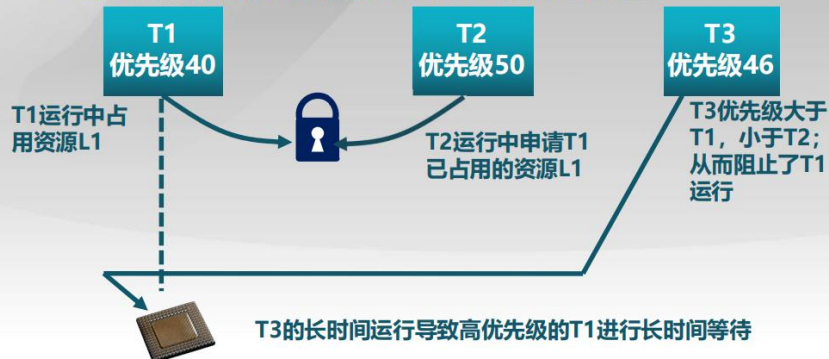 T1
优先级40
T2
优先级50
T3
优先级46
T1运行中占
用资源L1
T2运行中申请T1
已占用的资源L1
T3优先级大于
T1，小于T2；
从而阻止了T1
运行
T3的长时间运行导致高优先级的T1进行长时间等待